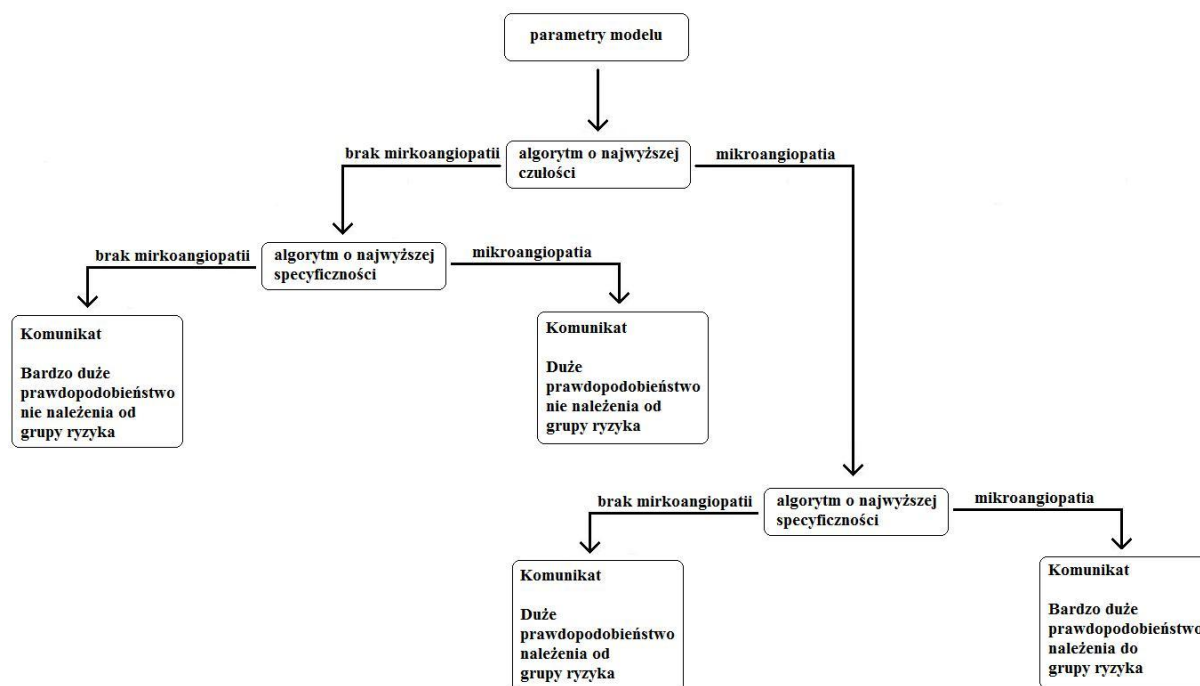 parametry modelu
brak mirkoangiopatii
algorytm o najwyższej
czułości
mikroangiopatia
brak mirkoangiopatii
algorytm o najwyższej
specyficzności
mikroangiopatia
Komunikat
Bardzo duże
prawdopodobieństwo
nie należenia od
grupy ryzyka
Komunikat
Duże
prawdopodobieństwo
nie należenia od
grupy ryzyka
brak mirkoangiopatii
algorytm o najwyższej
specyficzności
mikroangiopatia
Komunikat
Duże
prawdopodobieństwo
należenia od
grupy ryzyka
Komunikat
Bardzo duże
prawdopodobieństwo
należenia do
grupy ryzyka